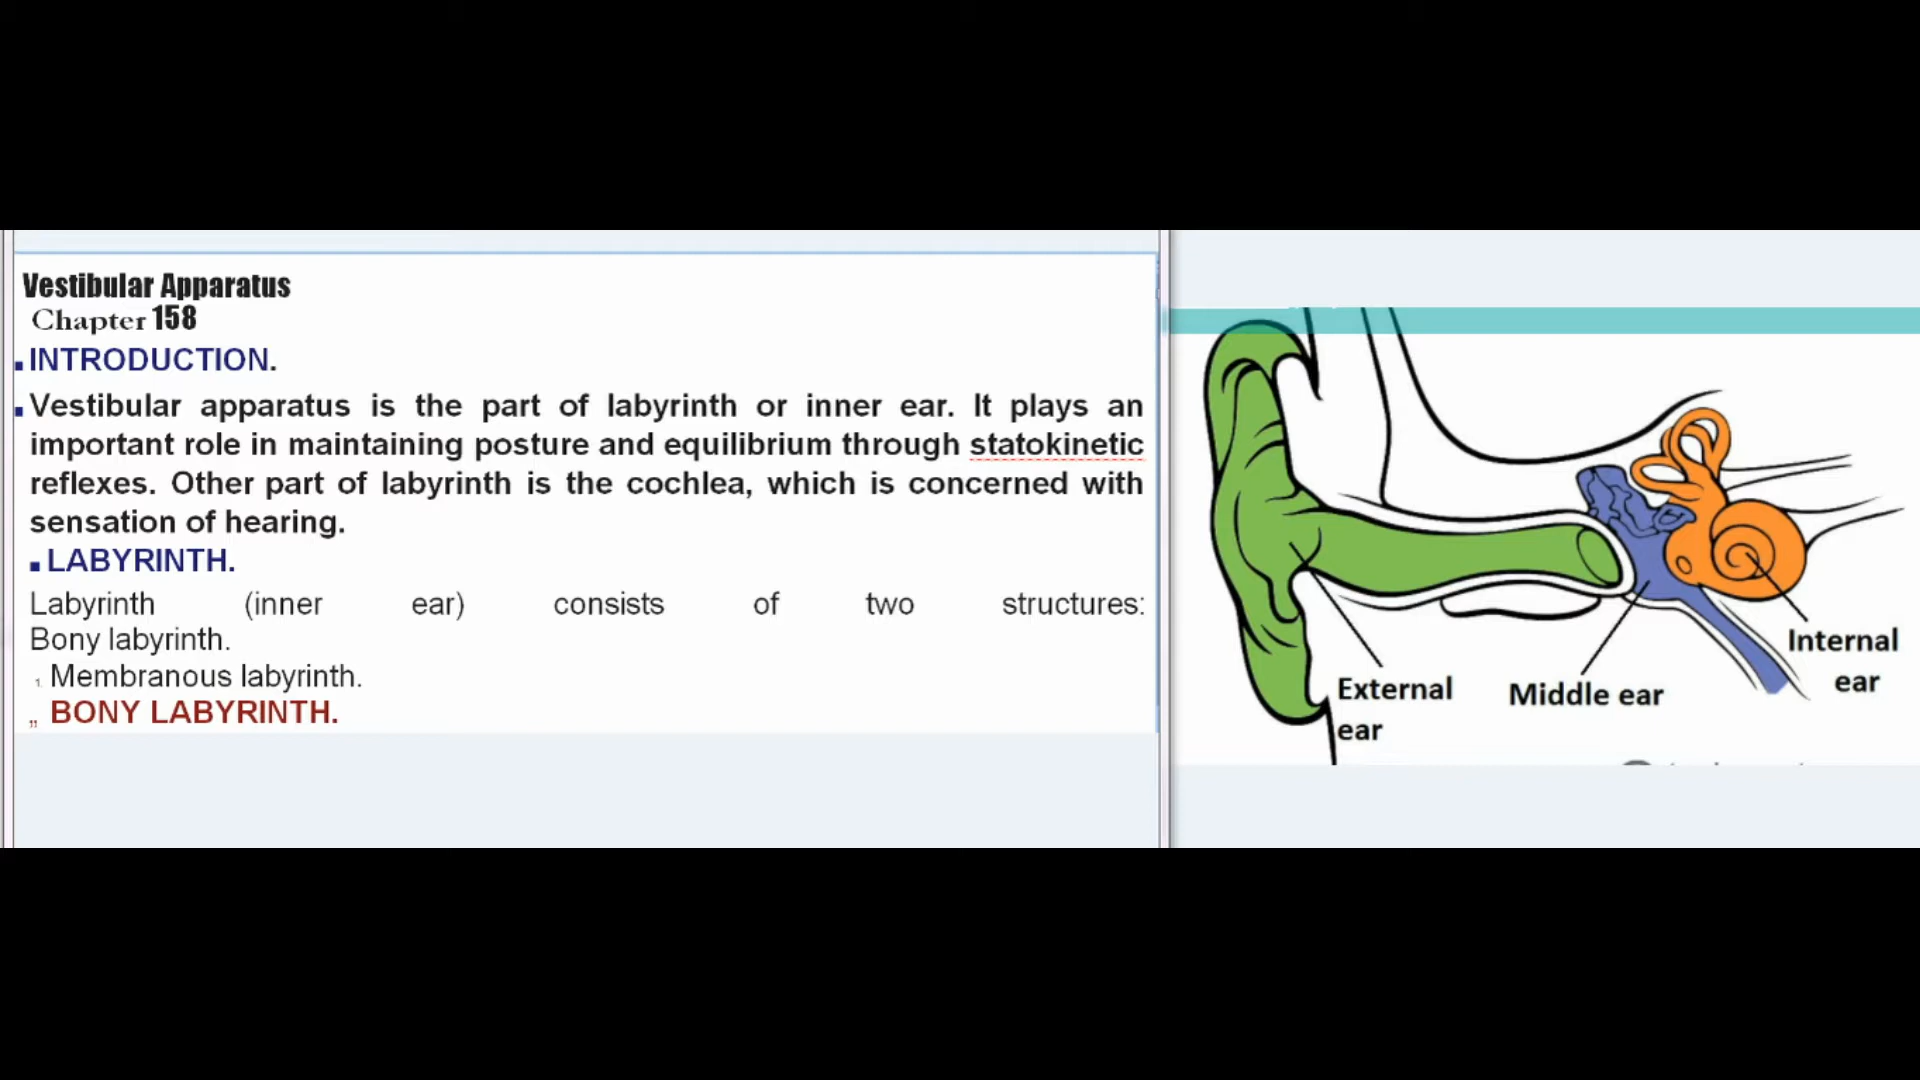 Vestibular Apparatus
Chapter 158
INTRODUCTION.
Vestibular apparatus is the part of labyrinth or inner ear. It plays an
important role in maintaining posture and equilibrium through statokinetic
reflexes. Other part of labyrinth is the cochlea, which is concerned with
sensation of hearing.
LABYRINTH.
Labyrinth (inner ear) consists of two structures:
Bony labyrinth.
1. Membranous labyrinth.
„ BONY LABYRINTH.
External
ear
Middle ear
Internal
ear